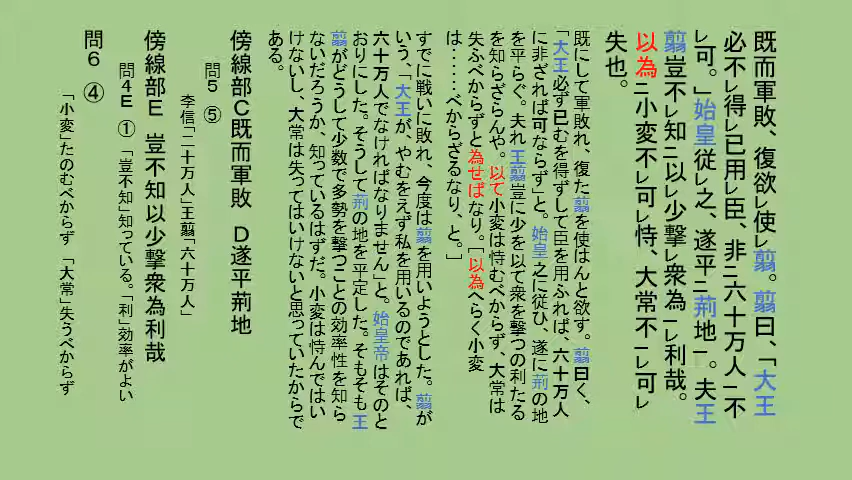 既而軍敗、復欲レ使レ翦。翦曰、「大王
必不レ得レ已用レ臣、非ニ六十万人一不
レ可。」始皇従レ之、遂平ニ荊地一。夫王
翦豈不レ知ニ以レ少撃レ衆為一レ利哉。
以為ニ小変不レ可レ恃、大常不一レ可レ
失也。
既にして軍敗れ、復た翦を使はんと欲す。翦曰く、
「大王必ず已むを得ずして臣を用ふれば、六十万人
に非ざれば可ならず」と。始皇之に従ひ、遂に荊の地
を平らぐ。夫れ王翦豈に少を以て衆を撃つの利たる
を知らざらんや。以て小変は恃むべからず、大常は
失ふべからずと為せばなり。[以為へらく小変
は‥‥べからざるなり、と。]
すでに戦いに敗れ、今度は翦を用いようとした。翦が
いう、「大王が、やむをえず私を用いるのであれば、
六十万人でなければなりません」と。始皇帝はそのと
おりにした。そうして荊の地を平定した。そもそも王
翦がどうして少数で多勢を撃つことの効率性を知ら
ないだろうか、知っているはずだ。小変は恃んではい
けないし、大常は失ってはいけないと思っていたからで
ある。
傍線部C既而軍敗　D遂平荊地
問5　⑤
李信「二十万人」王翦「六十万人」
傍線部E　豈不知以少撃衆為利哉
問4E　①「豈不知」知っている。「利」効率がよい
問6　④
「小変」たのむべからず　「大常」失うべからず